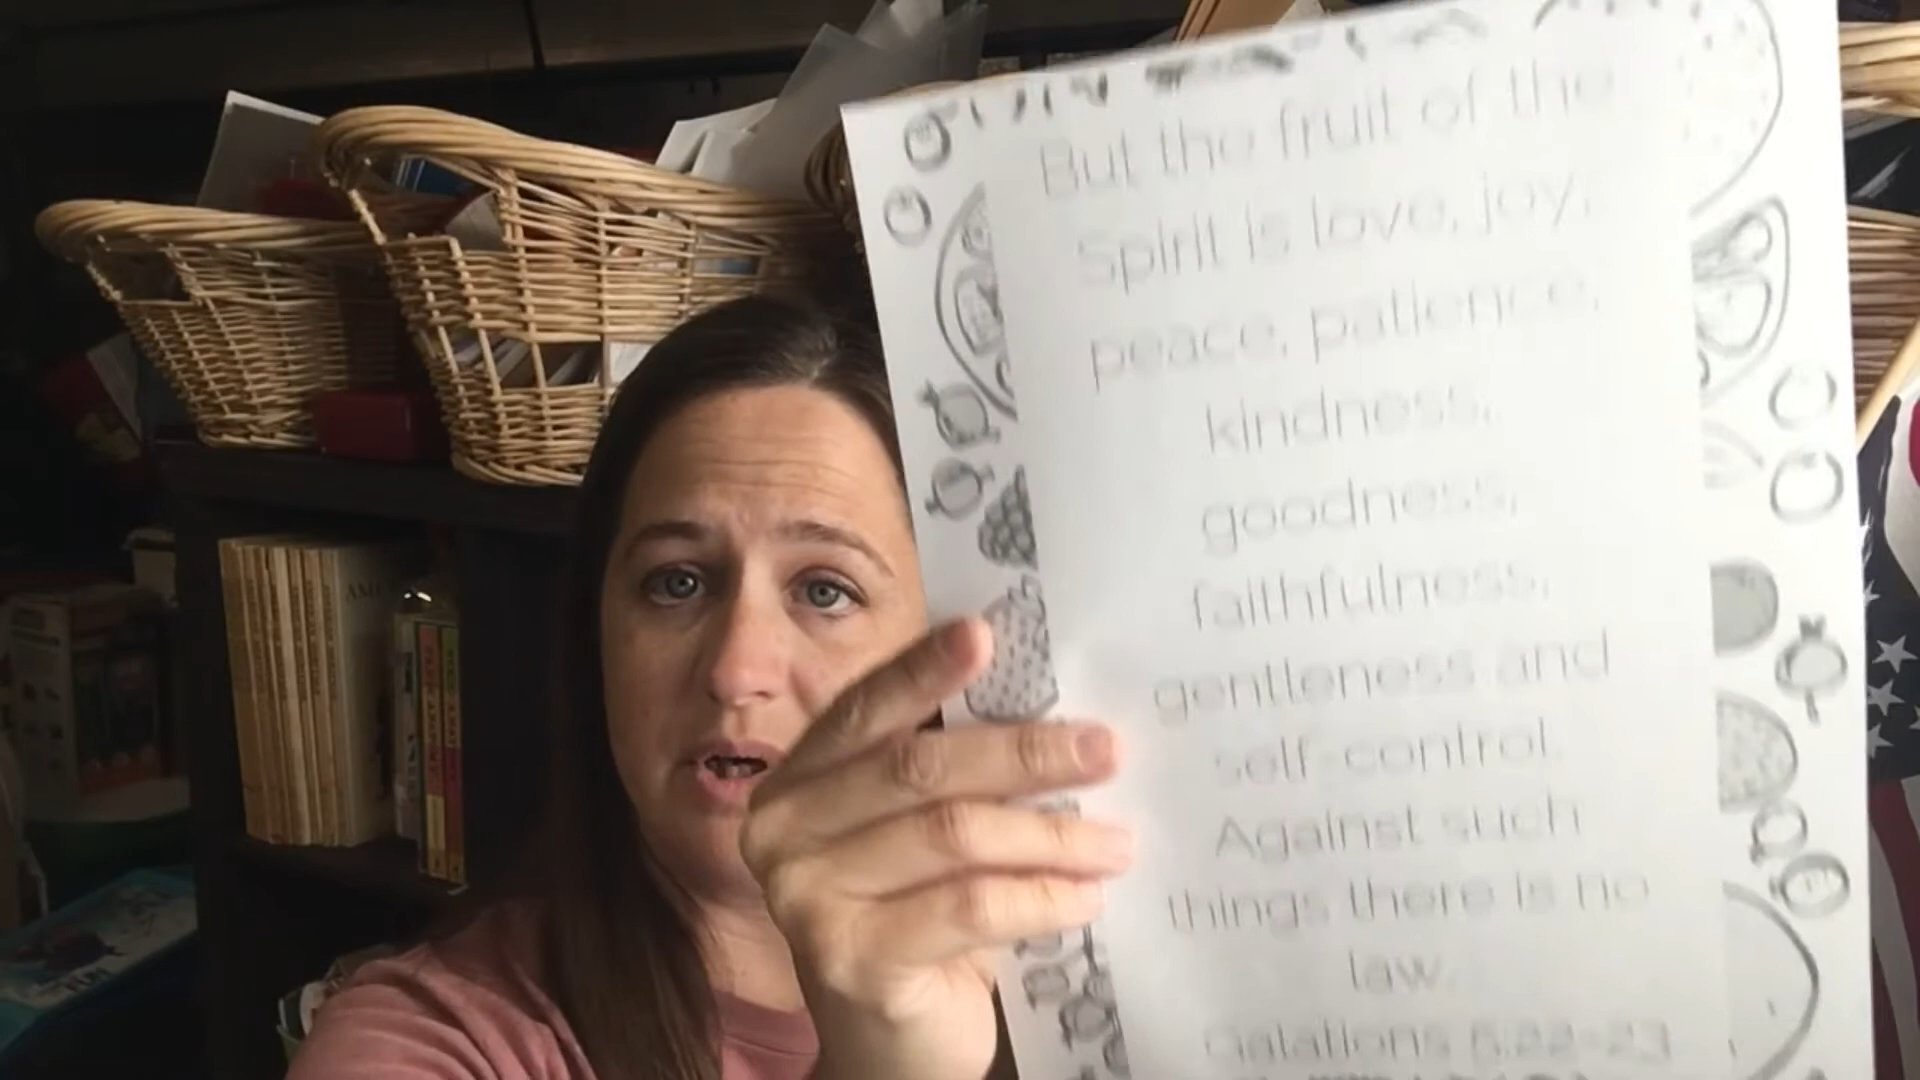 But the fruit of the
Spirit is love, joy,
peace, patience,
kindness,
goodness,
faithfulness,
gentleness and
self-control.
Against such
things there is no
law.
Galations 5:22-23